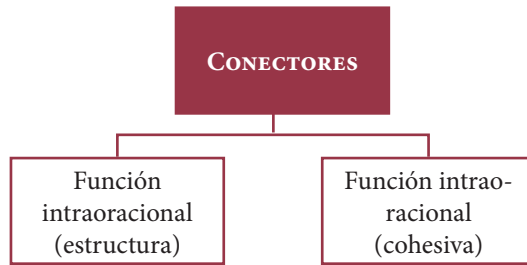 CONECTORES
Función
intraoracional
(estructura)
Función intrao-
racional
(cohesiva)